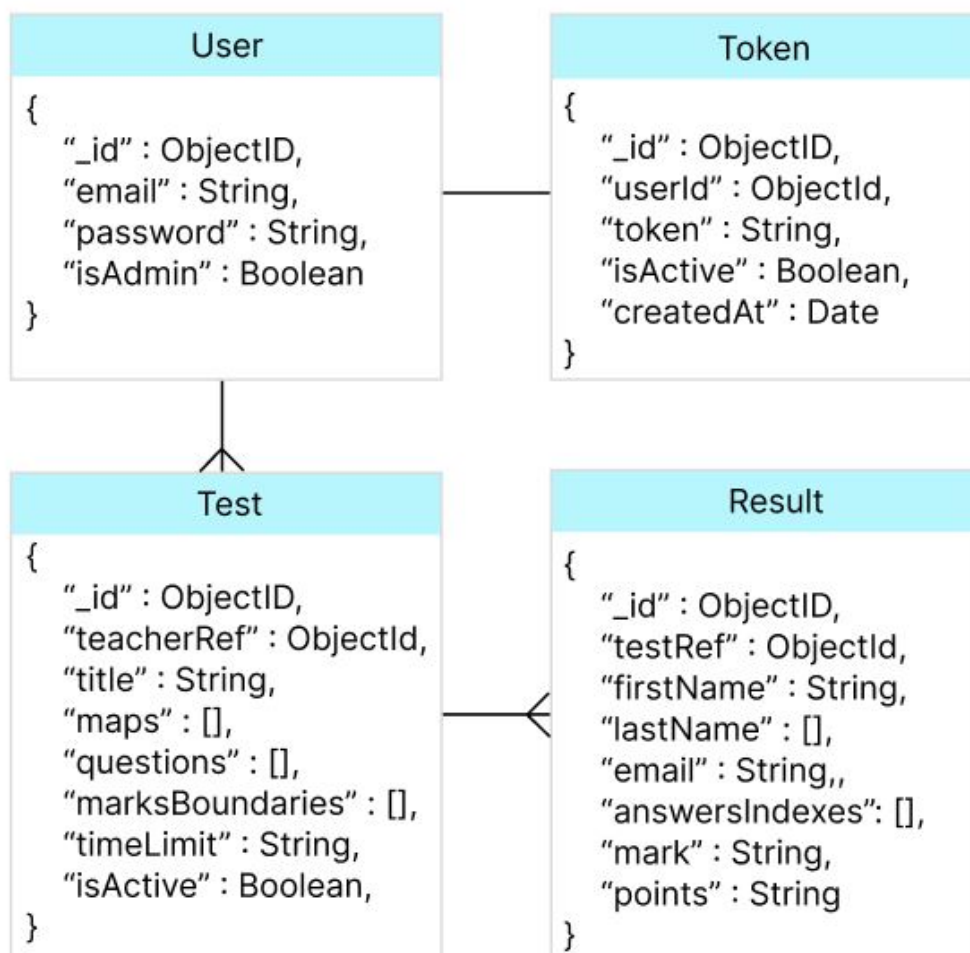 User
{
“_id” : ObjectID,
“email” : String,
“password” : String,
“isAdmin” : Boolean
}
Token
{
“_id” : ObjectID,
“userId” : ObjectId,
“token” : String,
“isActive” : Boolean,
“createdAt” : Date
}
Test
{
“_id” : ObjectID,
“teacherRef” : ObjectId,
“title” : String,
“maps” : [],
“questions” : [],
“marksBoundaries” : [],
“timeLimit” : String,
“isActive” : Boolean,
}
Result
{
“_id” : ObjectID,
“testRef” : ObjectId,
“firstName” : String,
“lastName” : [],
“email” : String,,
“answersIndexes”: [],
“mark” : String,
“points” : String
}